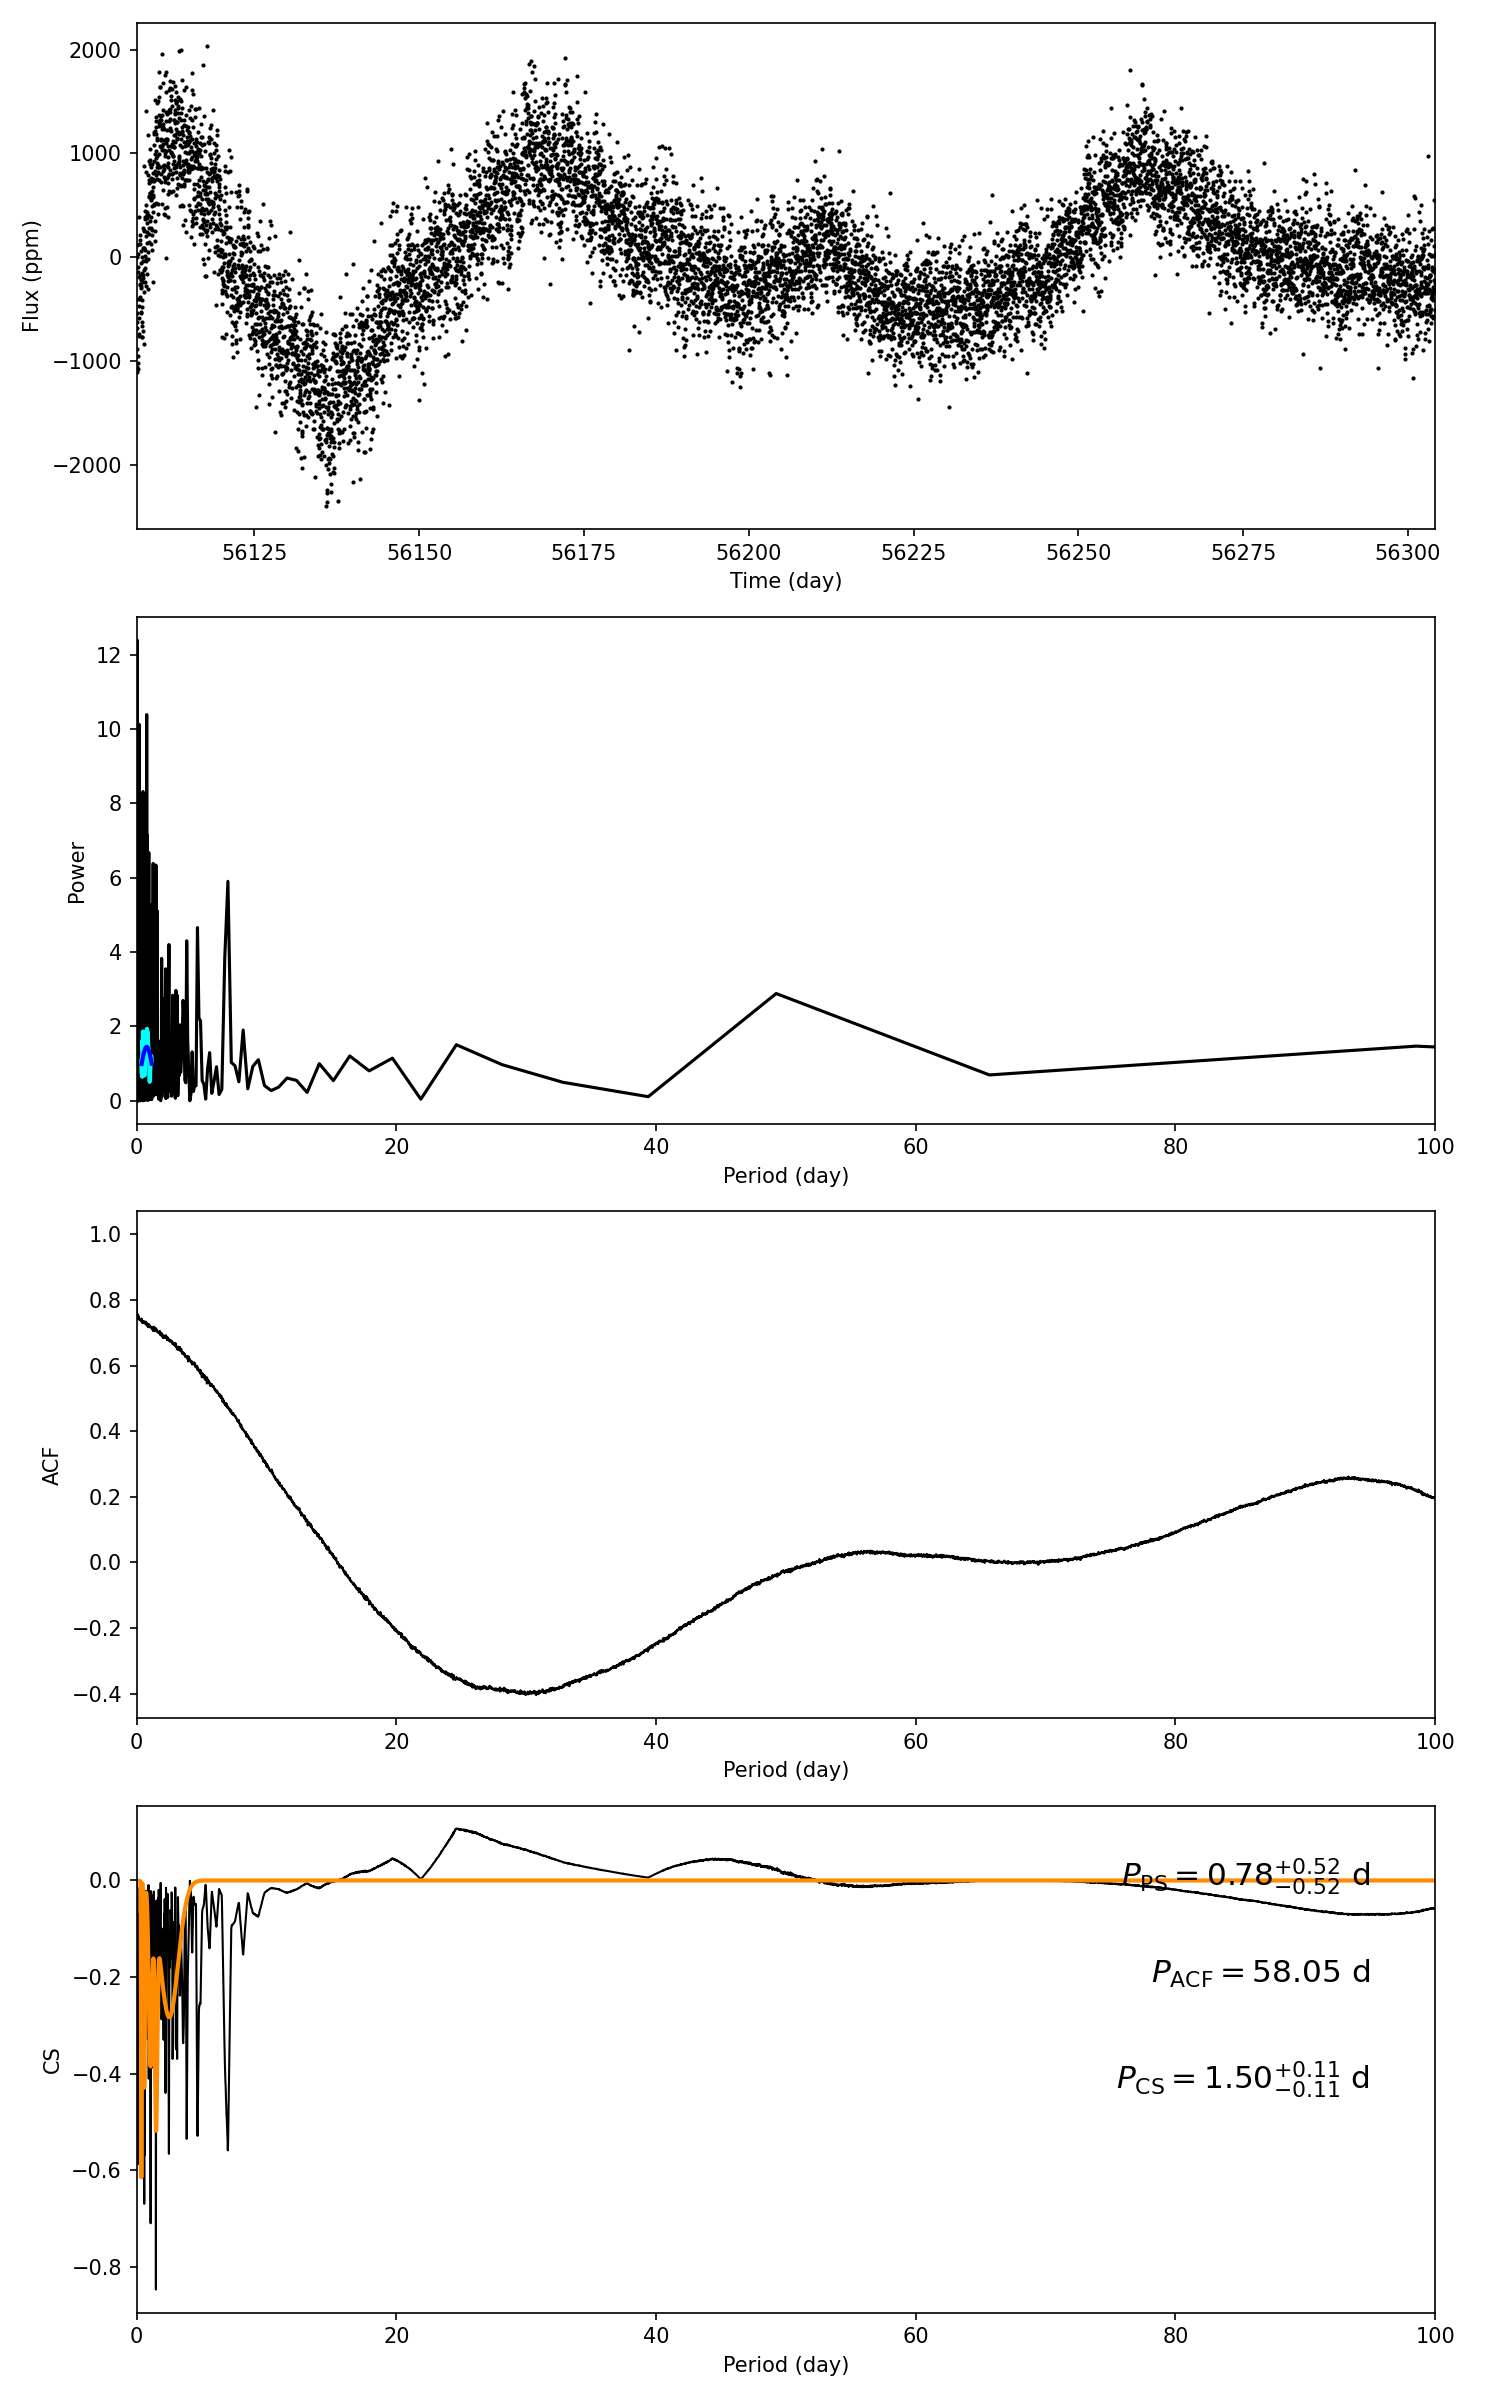 2000
1000
0
−1000
−2000
Flux (ppm)
56125 56150 56175 56200 56225 56250 56275 56300
Time (day)
12
10
8
6
4
2
0
Power
0 20 40 60 80 100
Period (day)
1.0
0.8
0.6
0.4
0.2
0.0
−0.2
−0.4
ACF
0 20 40 60 80 100
Period (day)
0.0
−0.2
−0.4
−0.6
−0.8
CS
P_PS = 0.78^{+0.52}_{−0.52} d
P_ACF = 58.05 d
P_CS = 1.50^{+0.11}_{−0.11} d
0 20 40 60 80 100
Period (day)